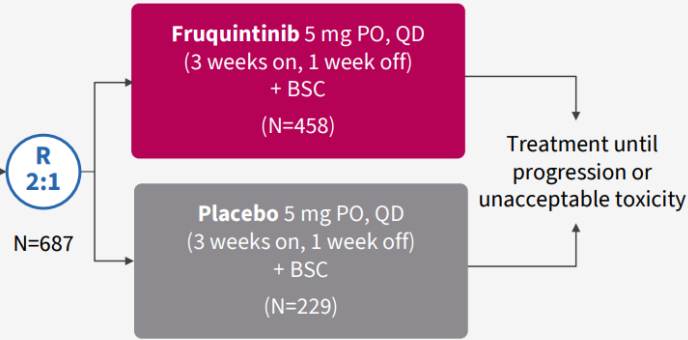 R
2:1
N=687
Fruquintinib 5 mg PO, QD
(3 weeks on, 1 week off)
+ BSC
(N=458)
Placebo 5 mg PO, QD
(3 weeks on, 1 week off)
+ BSC
(N=229)
Treatment until
progression or
unacceptable toxicity